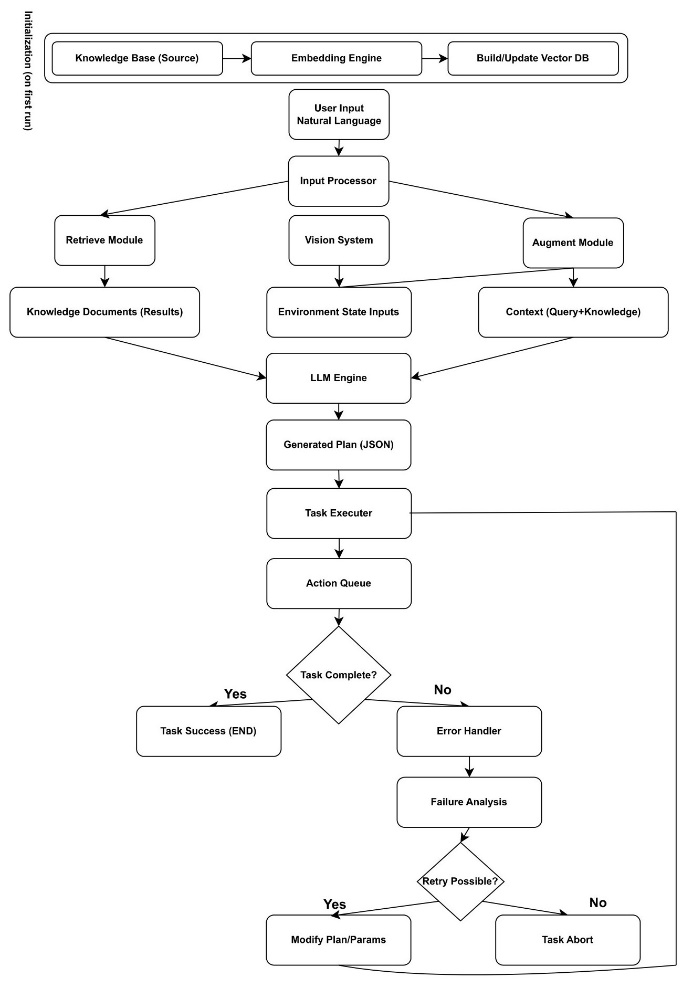 Initialization (on first run)
Knowledge Base (Source)
Embedding Engine
Build/Update Vector DB
User Input
Natural Language
Input Processor
Retrieve Module
Vision System
Augment Module
Knowledge Documents (Results)
Environment State Inputs
Context (Query+Knowledge)
LLM Engine
Generated Plan (JSON)
Task Executer
Action Queue
Task Complete?
Yes
No
Task Success (END)
Error Handler
Failure Analysis
Retry Possible?
Yes
No
Modify Plan/Params
Task Abort